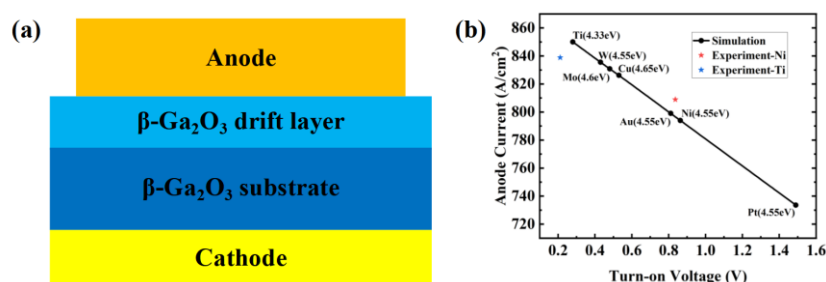 (a)
Anode
β-Ga₂O₃ drift layer
β-Ga₂O₃ substrate
Cathode
(b)
860
840
820
800
780
760
740
720
Anode Current (A/cm²)
Ti(4.33eV)
W(4.55eV)
Cu(4.65eV)
Mo(4.6eV)
Ni(4.55eV)
Au(4.55eV)
Pt(4.55eV)
Simulation
Experiment-Ni
Experiment-Ti
0.2 0.4 0.6 0.8 1.0 1.2 1.4 1.6
Turn-on Voltage (V)